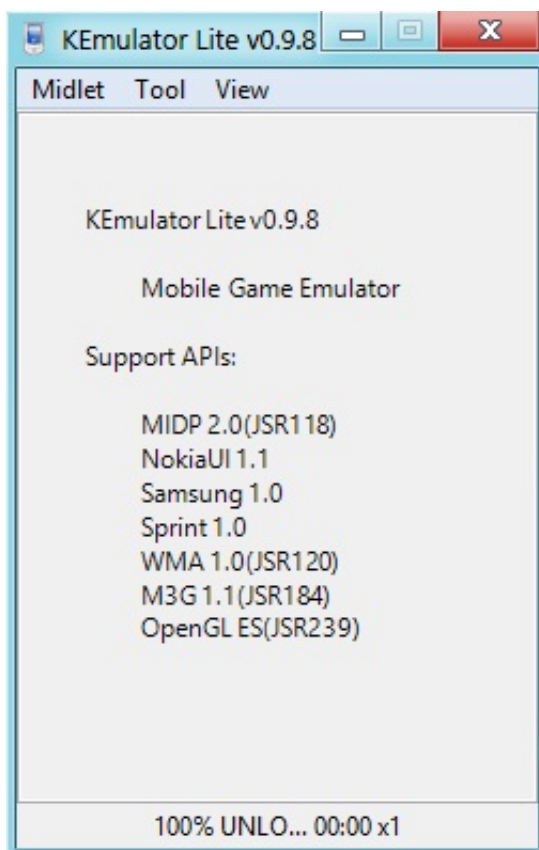 KEmulator Lite v0.9.8
Midlet Tool View
KEmulator Lite v0.9.8
Mobile Game Emulator
Support APIs:
MIDP 2.0(JSR118)
NokiaUI 1.1
Samsung 1.0
Sprint 1.0
WMA 1.0(JSR120)
M3G 1.1(JSR184)
OpenGL ES(JSR239)
100% UNLO... 00:00 x1